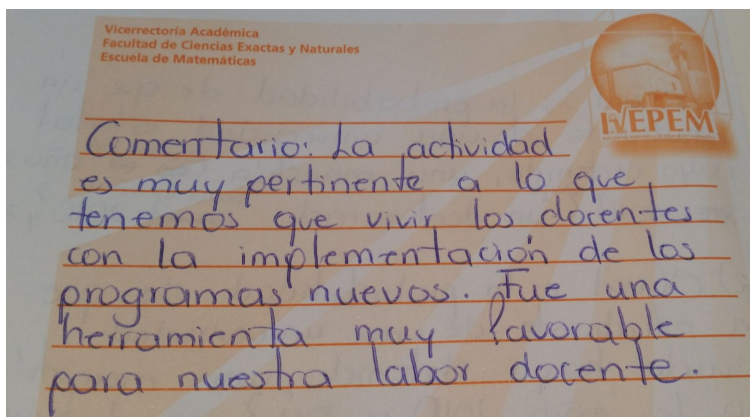 Vicerrectoría Académica
Facultad de Ciencias Exactas y Naturales
Escuela de Matemáticas
IVEPEM
Comentario: La actividad
es muy pertinente a lo que
tenemos que vivir los docentes
con la implementación de los
programas nuevos. Fue una
herramienta muy favorable
para nuestra labor docente.